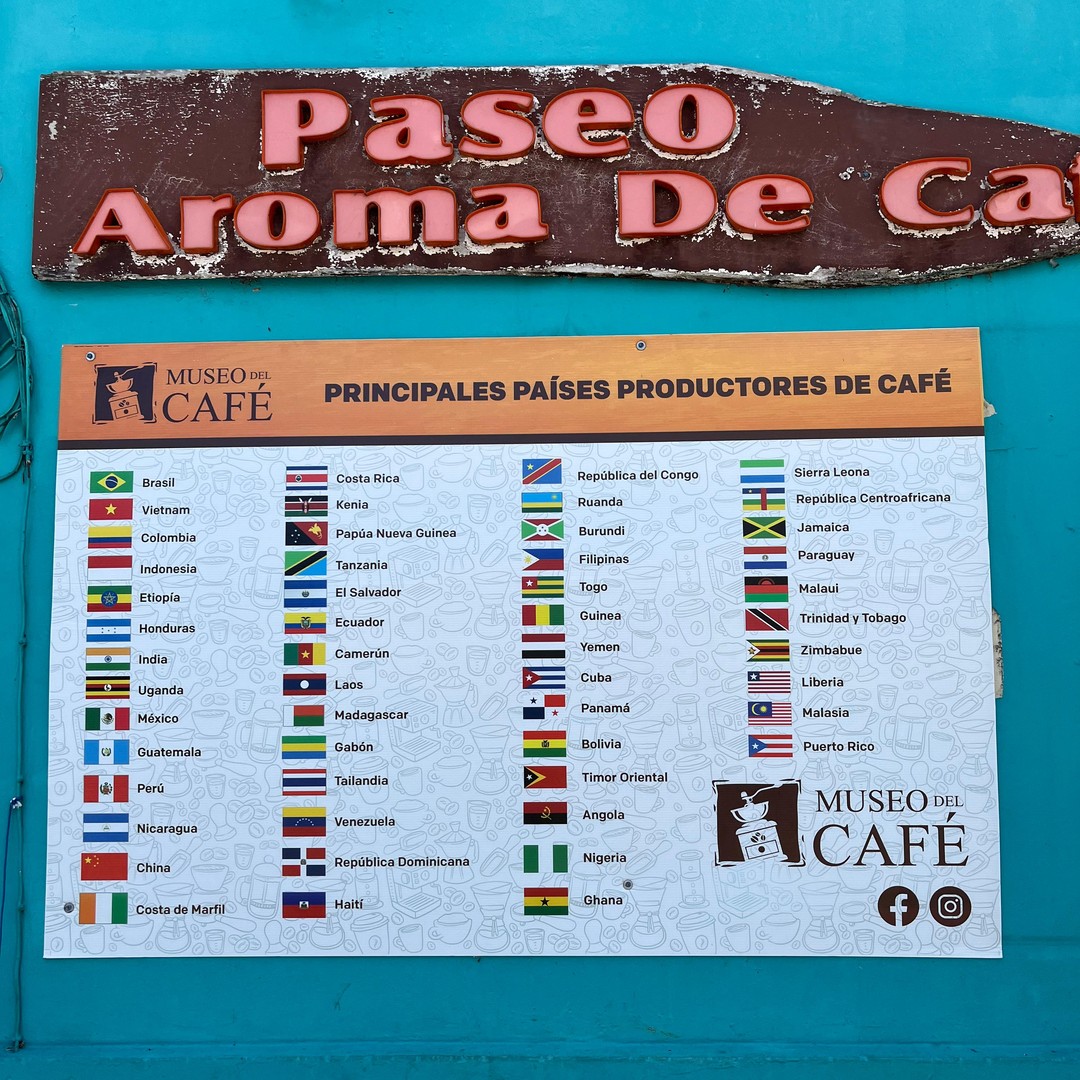 Paseo
Aroma De Caf
MUSEO DEL
CAFÉ
PRINCIPALES PAÍSES PRODUCTORES DE CAFÉ
Brasil
Vietnam
Colombia
Indonesia
Etiopía
Honduras
India
Uganda
México
Guatemala
Perú
Nicaragua
China
Costa de Marfil
Costa Rica
Kenia
Papúa Nueva Guinea
Tanzania
El Salvador
Ecuador
Camerún
Laos
Madagascar
Gabón
Tailandia
Venezuela
República Dominicana
Haití
República del Congo
Ruanda
Burundi
Filipinas
Togo
Guinea
Yemen
Cuba
Panamá
Bolivia
Timor Oriental
Angola
Nigeria
Ghana
Sierra Leona
República Centroafricana
Jamaica
Paraguay
Malaui
Trinidad y Tobago
Zimbabue
Liberia
Malasia
Puerto Rico
MUSEO DEL
CAFÉ